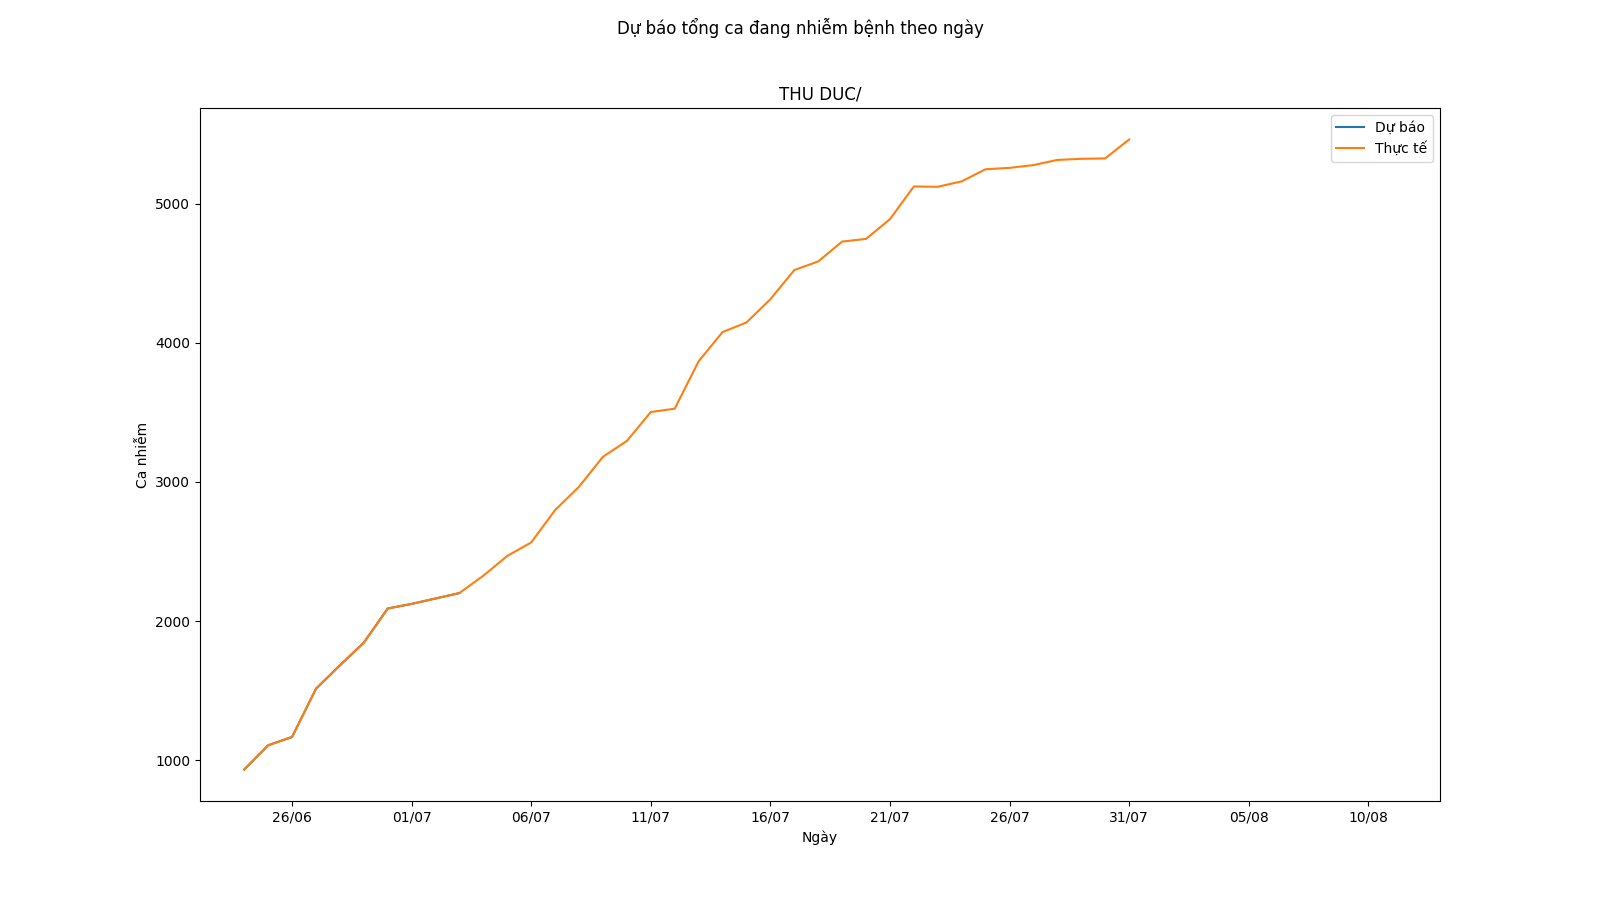 Dự báo tổng ca đang nhiễm bệnh theo ngày
THU DUC/
Dự báo
Thực tế
5000
4000
3000
2000
1000
Ca nhiễm
26/06 01/07 06/07 11/07 16/07 21/07 26/07 31/07 05/08 10/08
Ngày